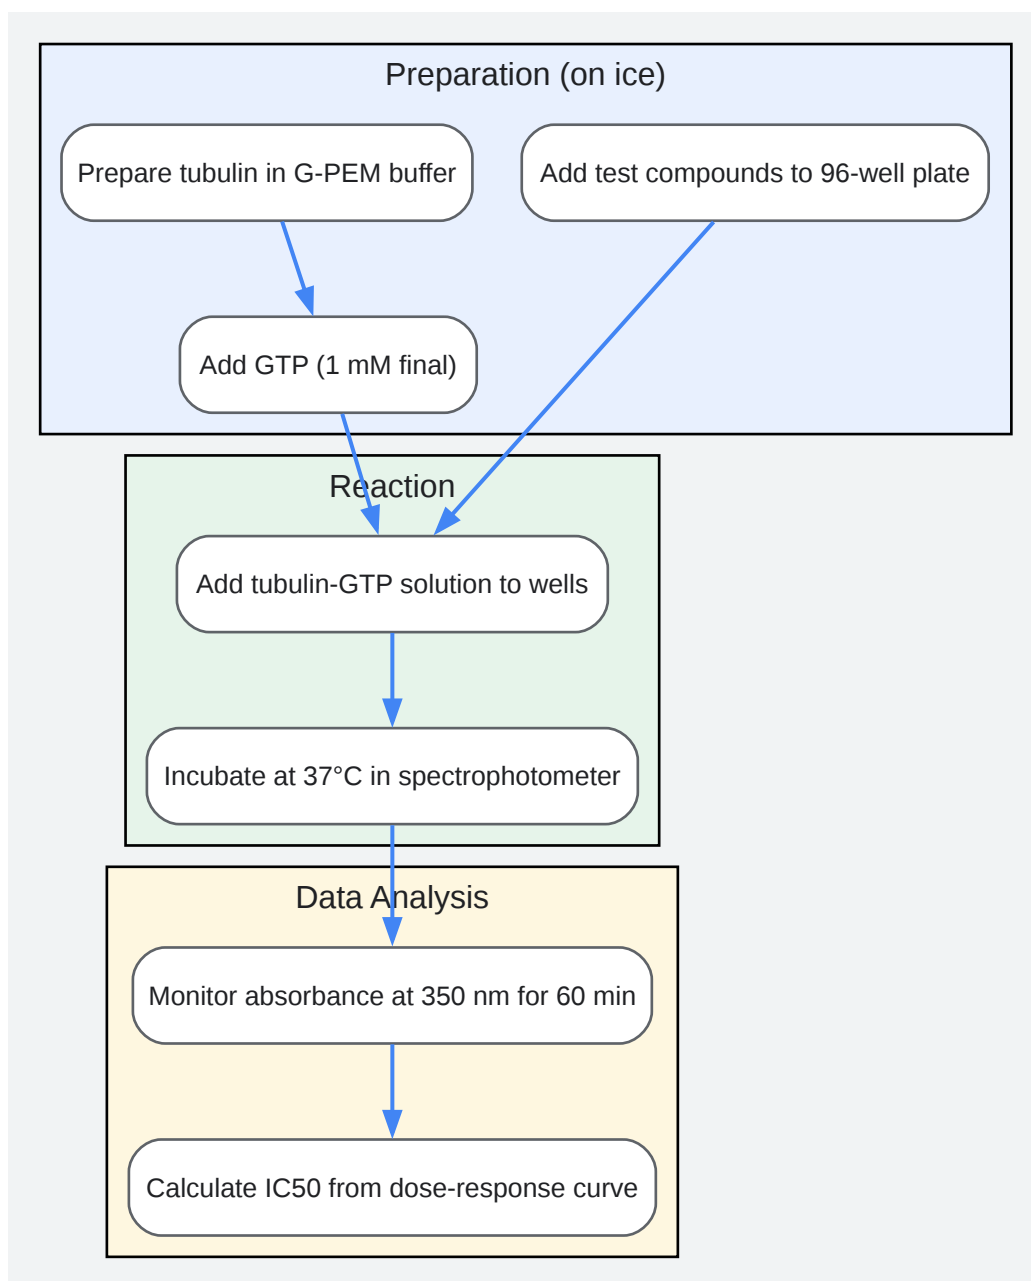 Preparation (on ice)
Prepare tubulin in G-PEM buffer
Add test compounds to 96-well plate
Add GTP (1 mM final)
Reaction
Add tubulin-GTP solution to wells
Incubate at 37°C in spectrophotometer
Data Analysis
Monitor absorbance at 350 nm for 60 min
Calculate IC50 from dose-response curve